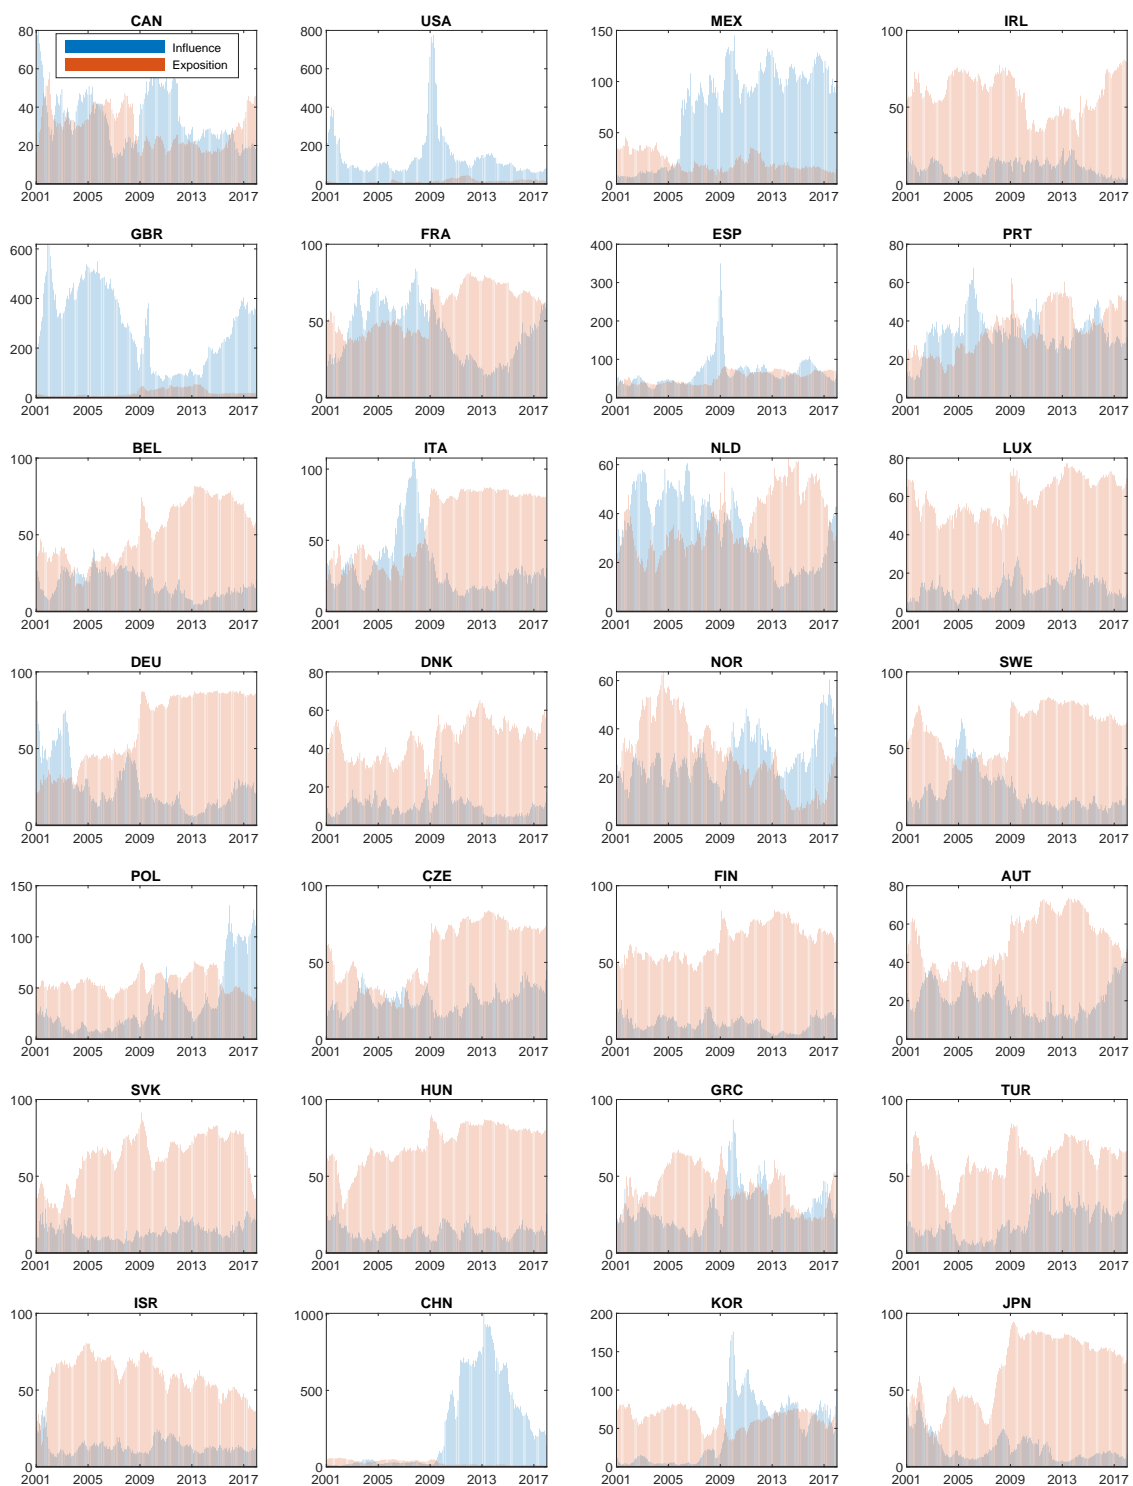 CAN USA MEX IRL
80 800 150 100
Influence
Exposition
60 600 100
40 400 50
20 200 50
0 0 0 0
2001 2005 2009 2013 2017 2001 2005 2009 2013 2017 2001 2005 2009 2013 2017 2001 2005 2009 2013 2017
GBR FRA ESP PRT
600 100 400 80
400 50 300 60
200 200 40
100 20
0 0 0 0
2001 2005 2009 2013 2017 2001 2005 2009 2013 2017 2001 2005 2009 2013 2017 2001 2005 2009 2013 2017
BEL ITA NLD LUX
100 100 60 80
50 50 40 60
20 40
20
0 0 0 0
2001 2005 2009 2013 2017 2001 2005 2009 2013 2017 2001 2005 2009 2013 2017 2001 2005 2009 2013 2017
DEU DNK NOR SWE
100 80 60 100
50 60 40 50
40 20
20
0 0 0 0
2001 2005 2009 2013 2017 2001 2005 2009 2013 2017 2001 2005 2009 2013 2017 2001 2005 2009 2013 2017
POL CZE FIN AUT
150 100 100 80
100 50 50 60
50 40
20
0 0 0 0
2001 2005 2009 2013 2017 2001 2005 2009 2013 2017 2001 2005 2009 2013 2017 2001 2005 2009 2013 2017
SVK HUN GRC TUR
100 100 100 100
50 50 50 50
0 0 0 0
2001 2005 2009 2013 2017 2001 2005 2009 2013 2017 2001 2005 2009 2013 2017 2001 2005 2009 2013 2017
ISR CHN KOR JPN
100 1000 200 100
50 500 150 50
100
50
0 0 0 0
2001 2005 2009 2013 2017 2001 2005 2009 2013 2017 2001 2005 2009 2013 2017 2001 2005 2009 2013 2017